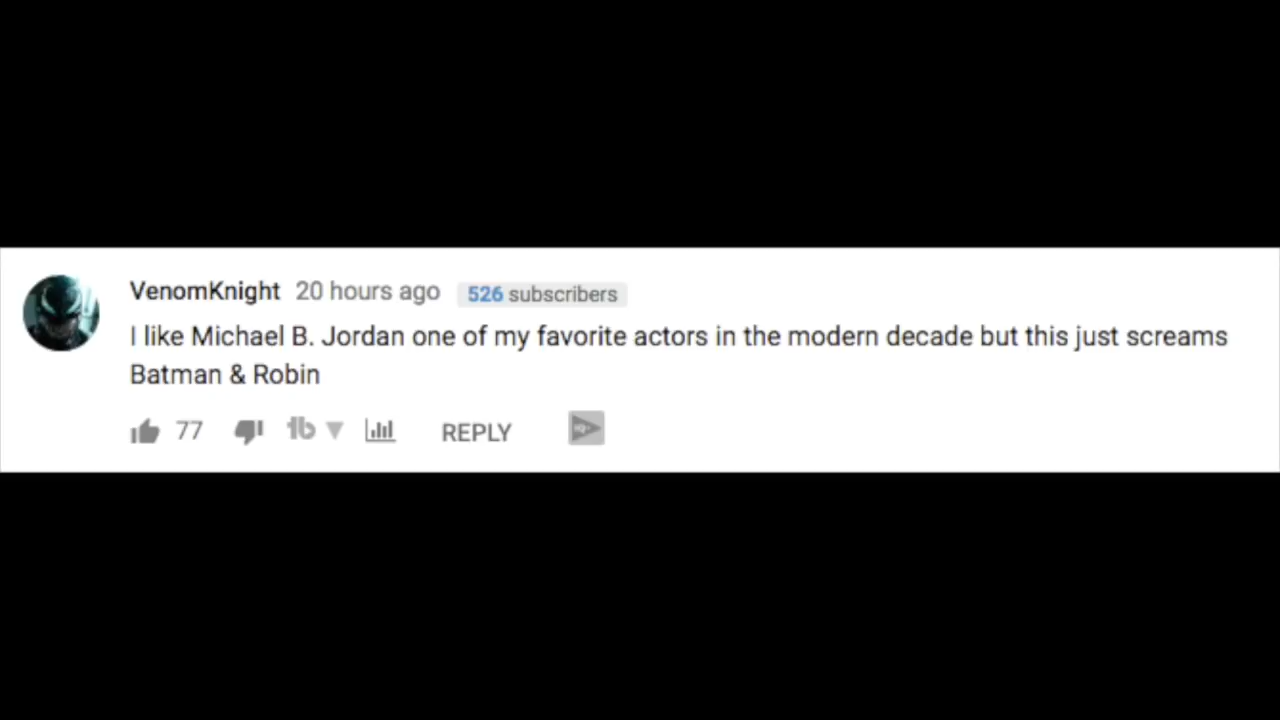 VenomKnight 20 hours ago 526 subscribers
I like Michael B. Jordan one of my favorite actors in the modern decade but this just screams
Batman & Robin
77 REPLY